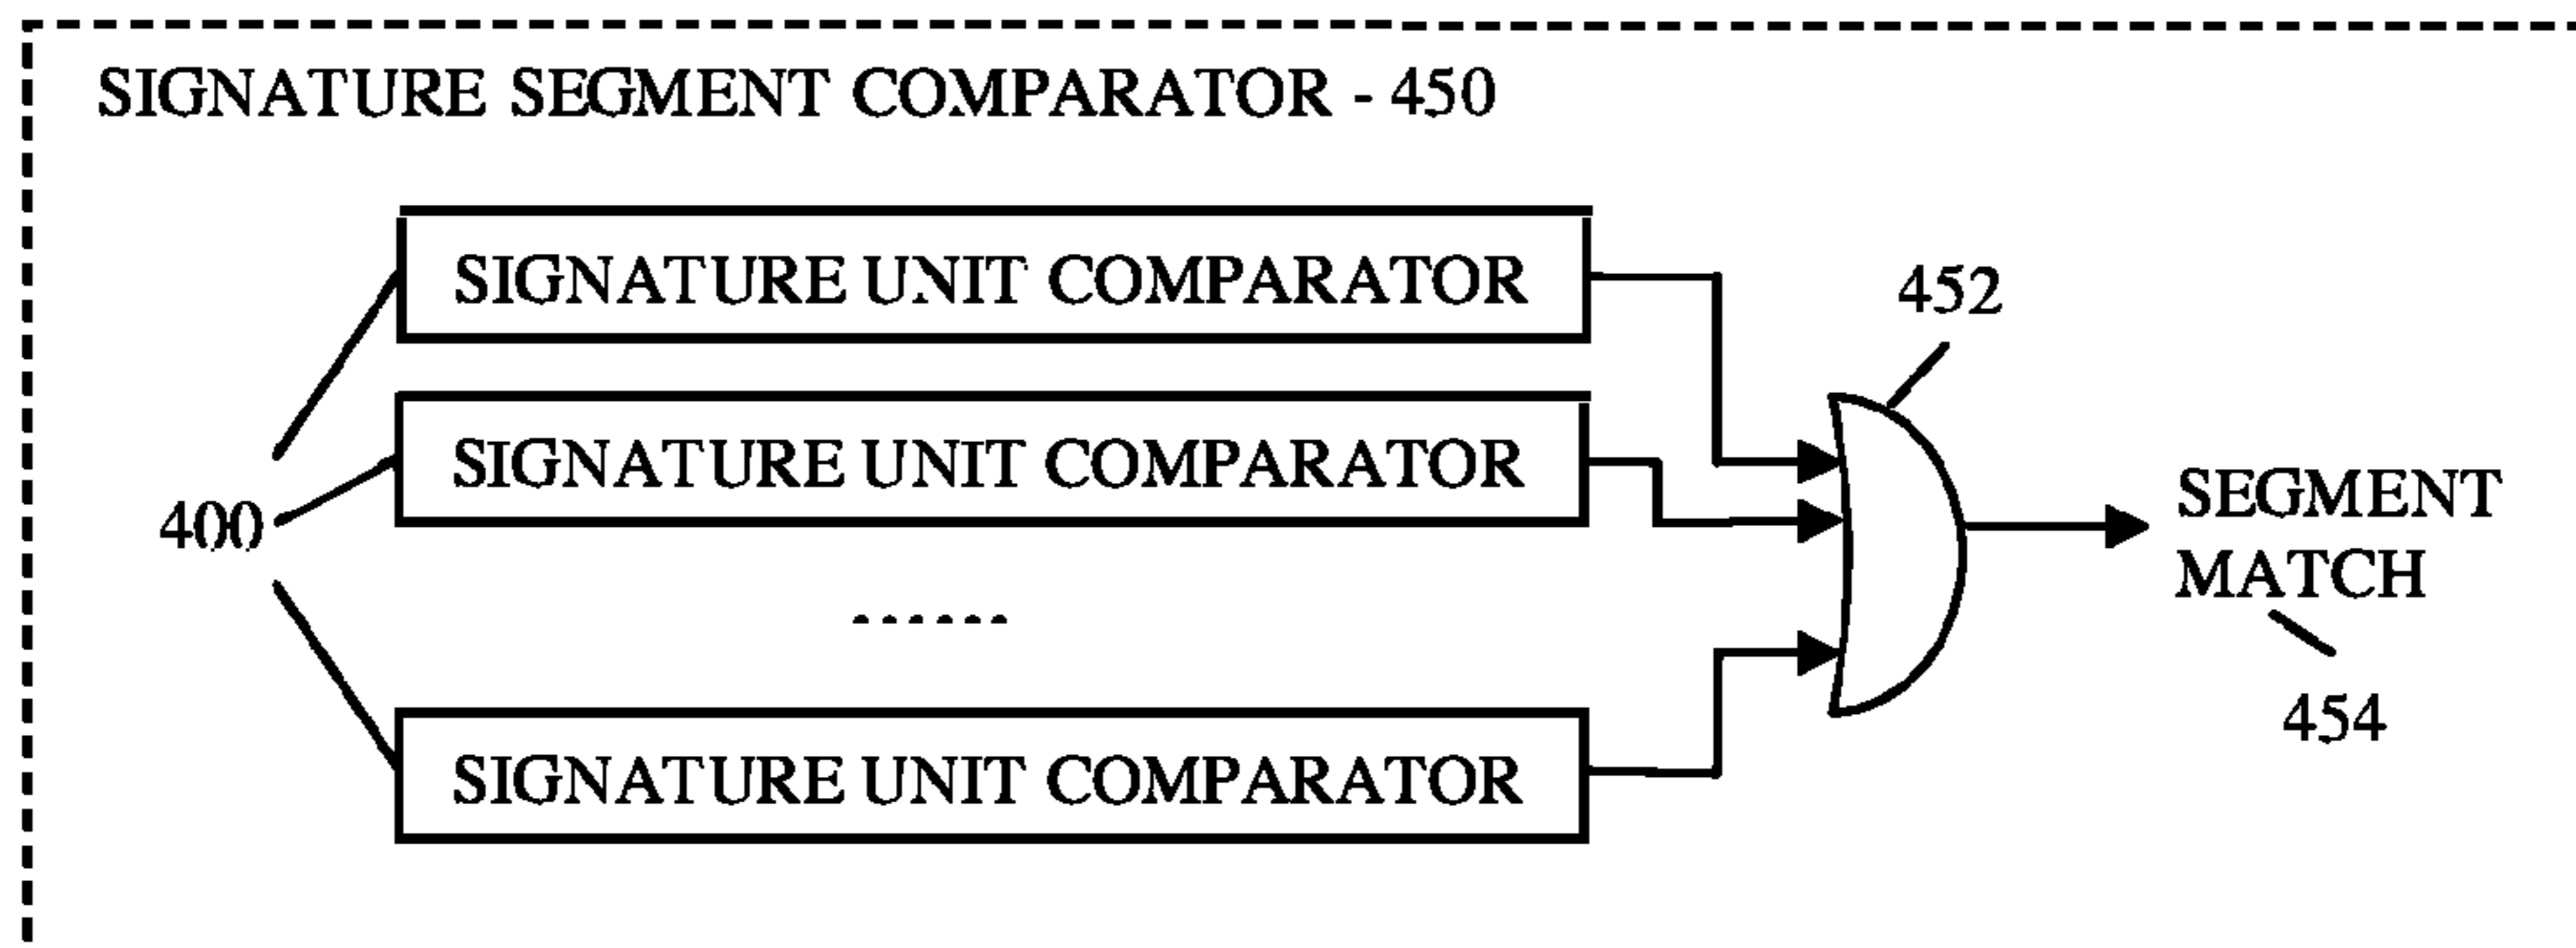 SIGNATURE SEGMENT COMPARATOR - 450
SIGNATURE UNIT COMPARATOR
452
SIGNATURE UNIT COMPARATOR
400
SEGMENT
MATCH
......
454
SIGNATURE UNIT COMPARATOR